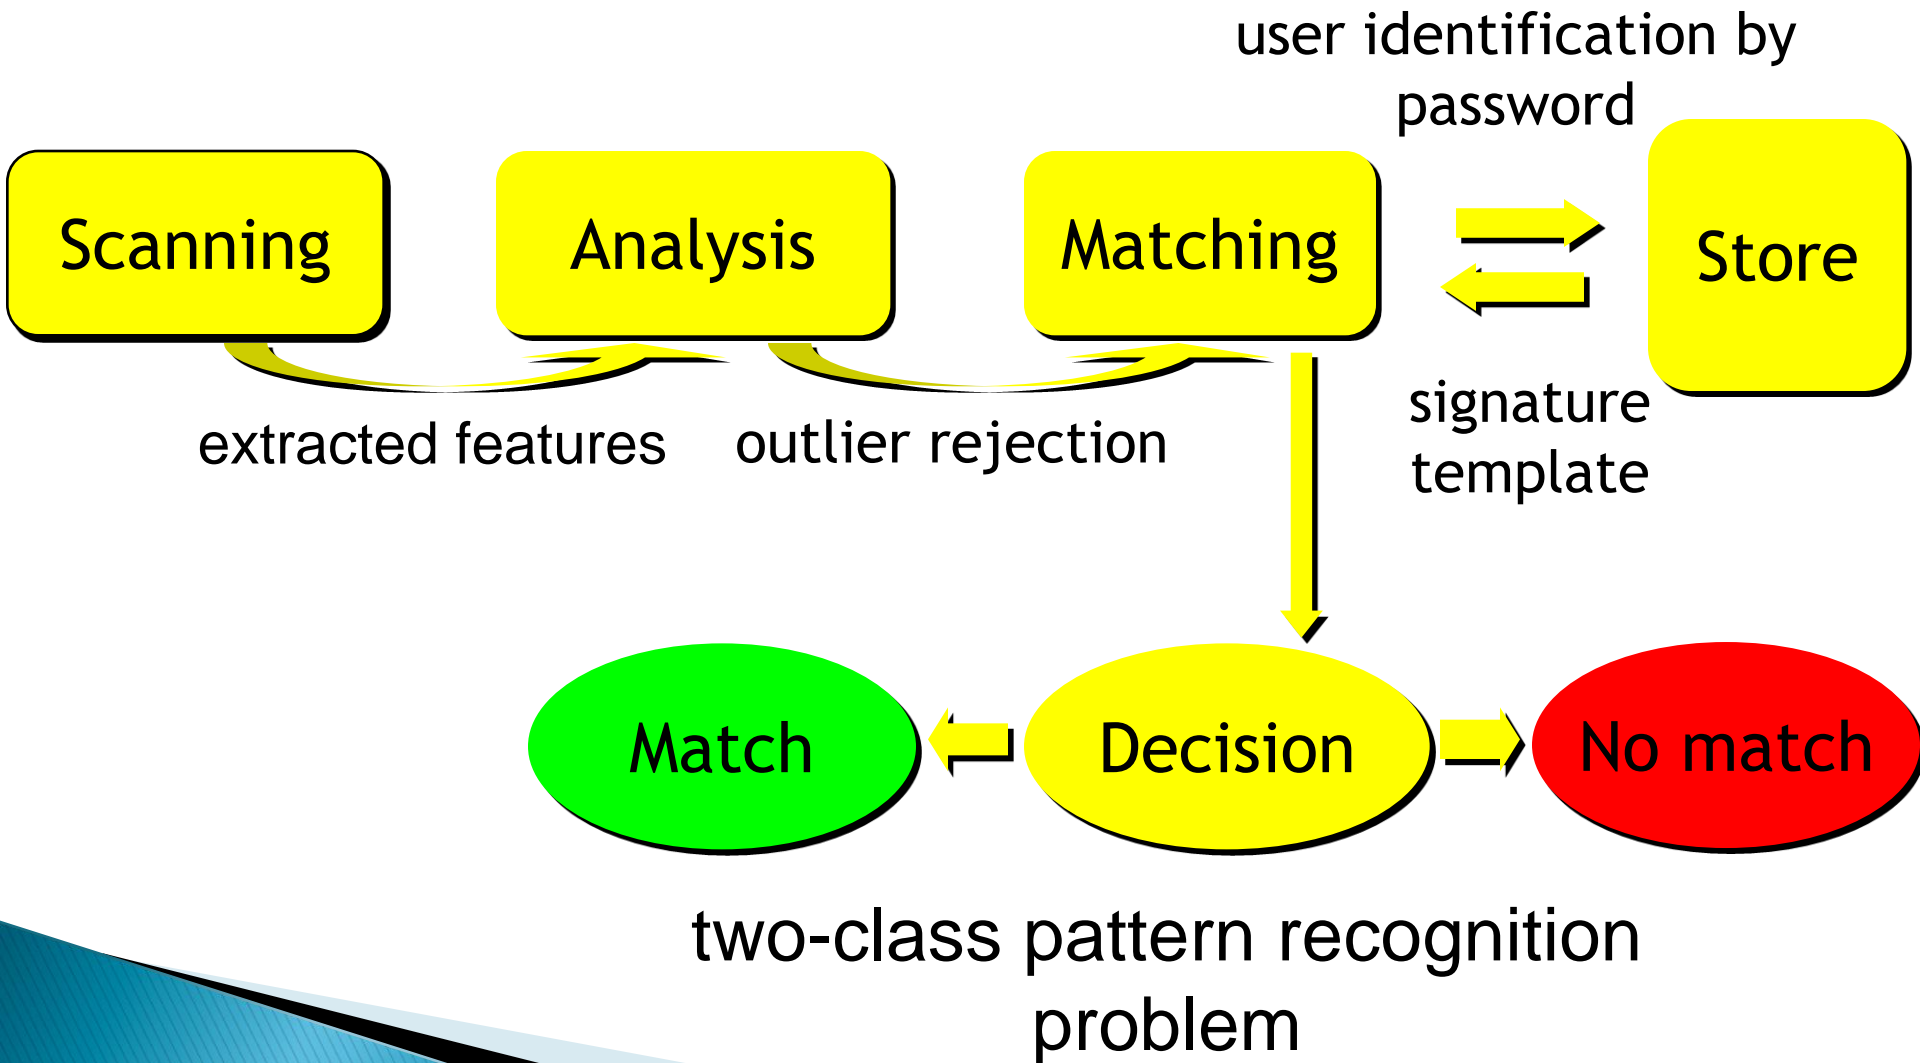 user identification by
password
Scanning
Analysis
Matching
Store
extracted features
outlier rejection
signature
template
Match
Decision
No match
two-class pattern recognition
problem